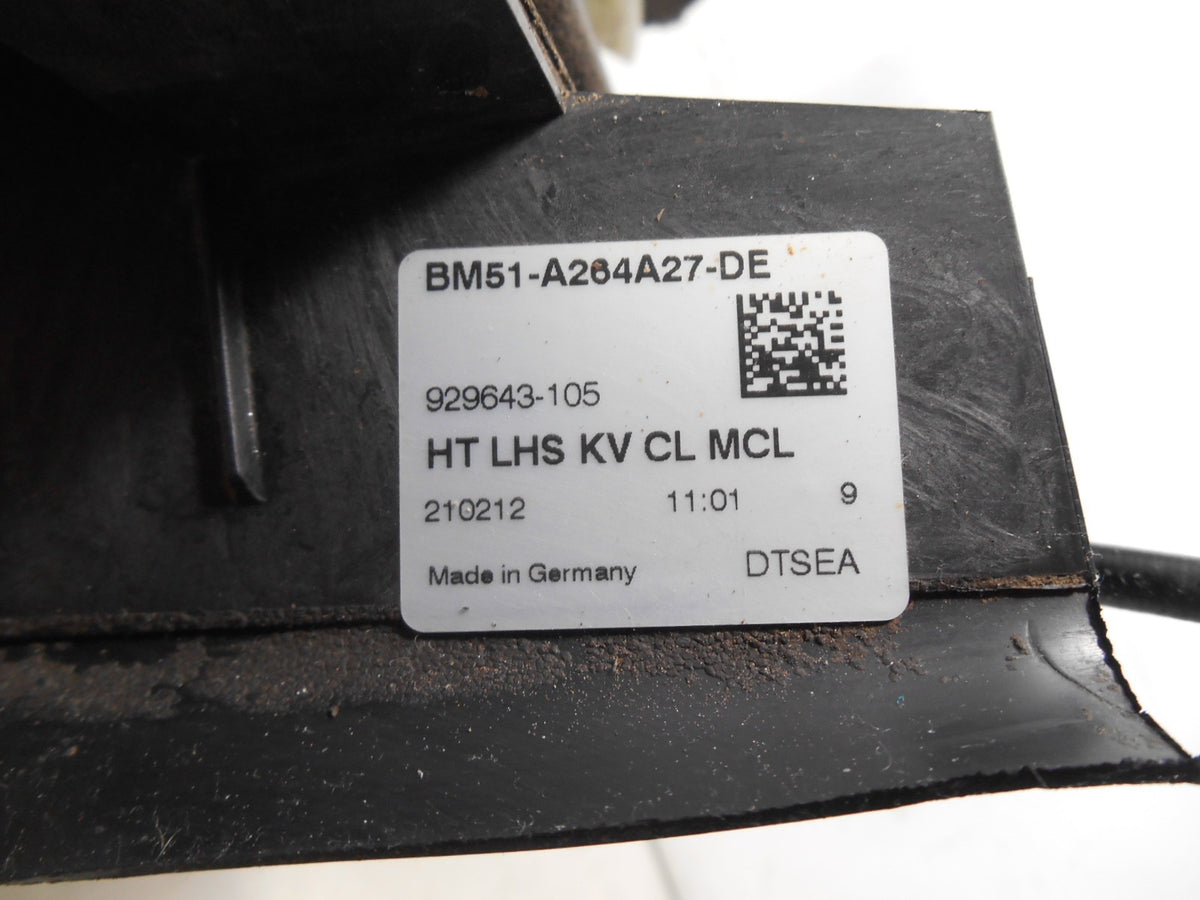 BM51-A264A27-DE
929643-105
HT LHS KV CL MCL
210212 11:01 9
Made in Germany DTSEA